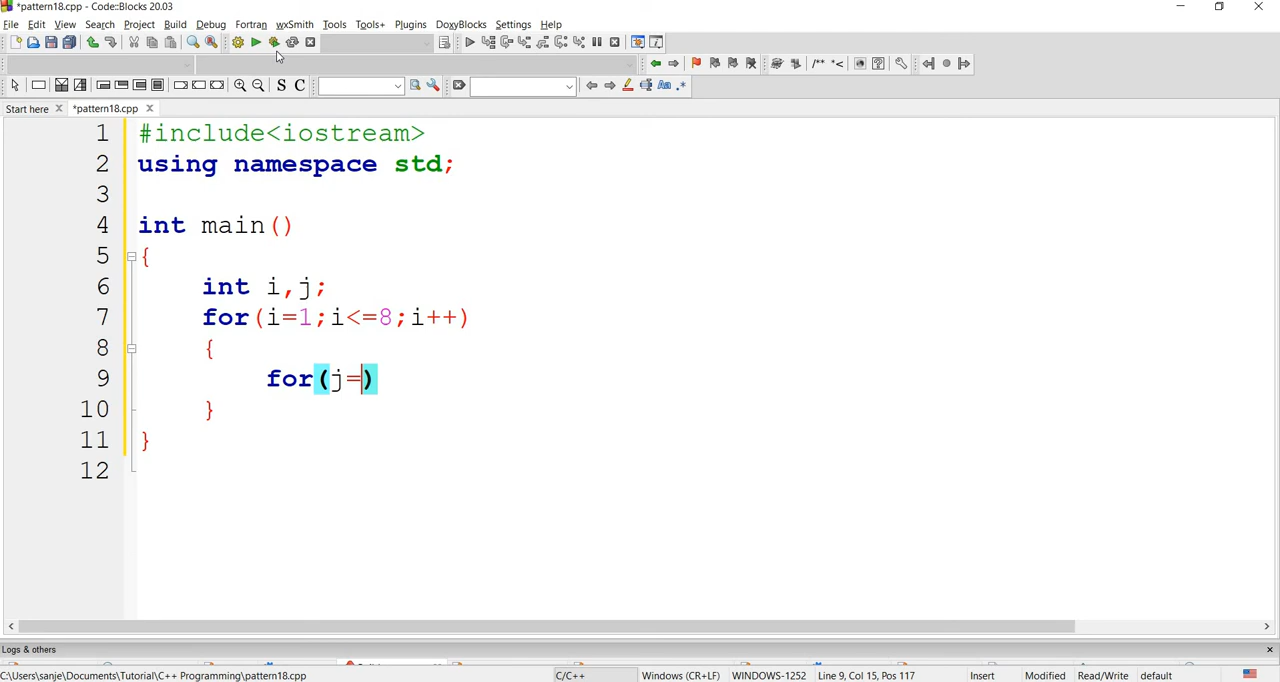 *pattern18.cpp - Code::Blocks 20.03
File Edit View Search Project Build Debug Fortran wxSmith Tools Tools+ Plugins DoxyBlocks Settings Help
/** *<
S C Aa .*
Start here *pattern18.cpp
1 #include<iostream>
2 using namespace std;
3
4 int main()
5 {
6 int i,j;
7 for(i=1;i<=8;i++)
8 {
9 for(j=)
10 }
11 }
12
Logs & others
C:\Users\sanje\Documents\Tutorial\C++ Programming\pattern18.cpp C/C++ Windows (CR+LF) WINDOWS-1252 Line 9, Col 15, Pos 117 Insert Modified Read/Write default